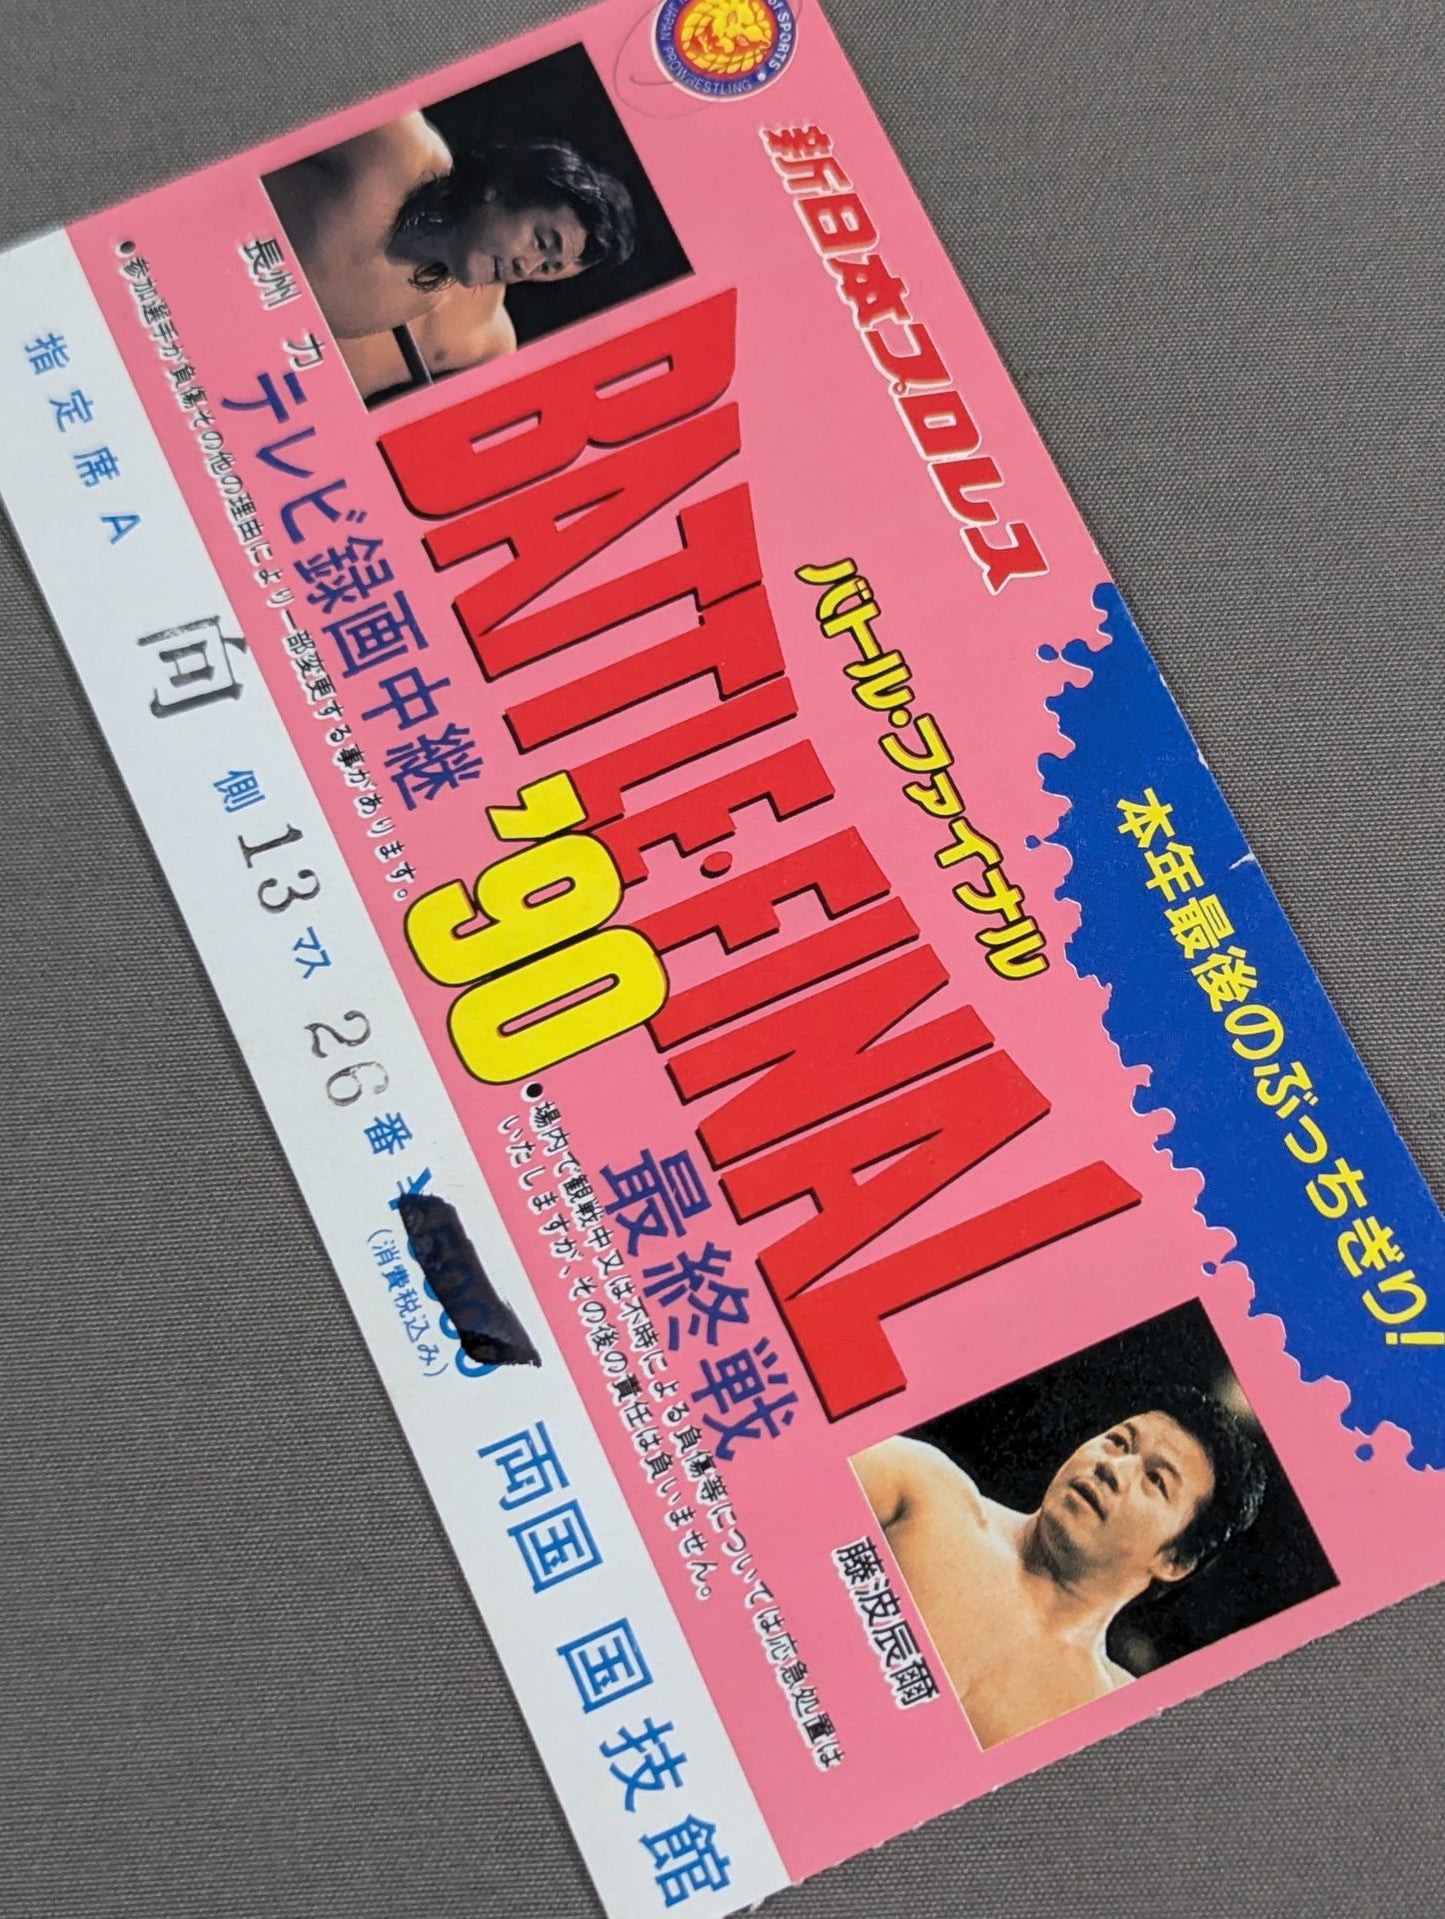 OF SPORTS
JAPAN PROWRESTLING
新日本プロレス
本年最後のぶっちぎり!
バトル・ファイナル
BATTLE・FINAL
'90
長州 力
藤波辰爾
テレビ録画中継
最終戦
●参加選手が負傷その他の理由により一部変更する事があります。
●場内で観戦中又は不時による負傷等については応急処置は
いたしますが、その後の責任は負いません。
指定席A 向 側 13 マス 26 番 ¥5000
(消費税込み)
両国 国技館